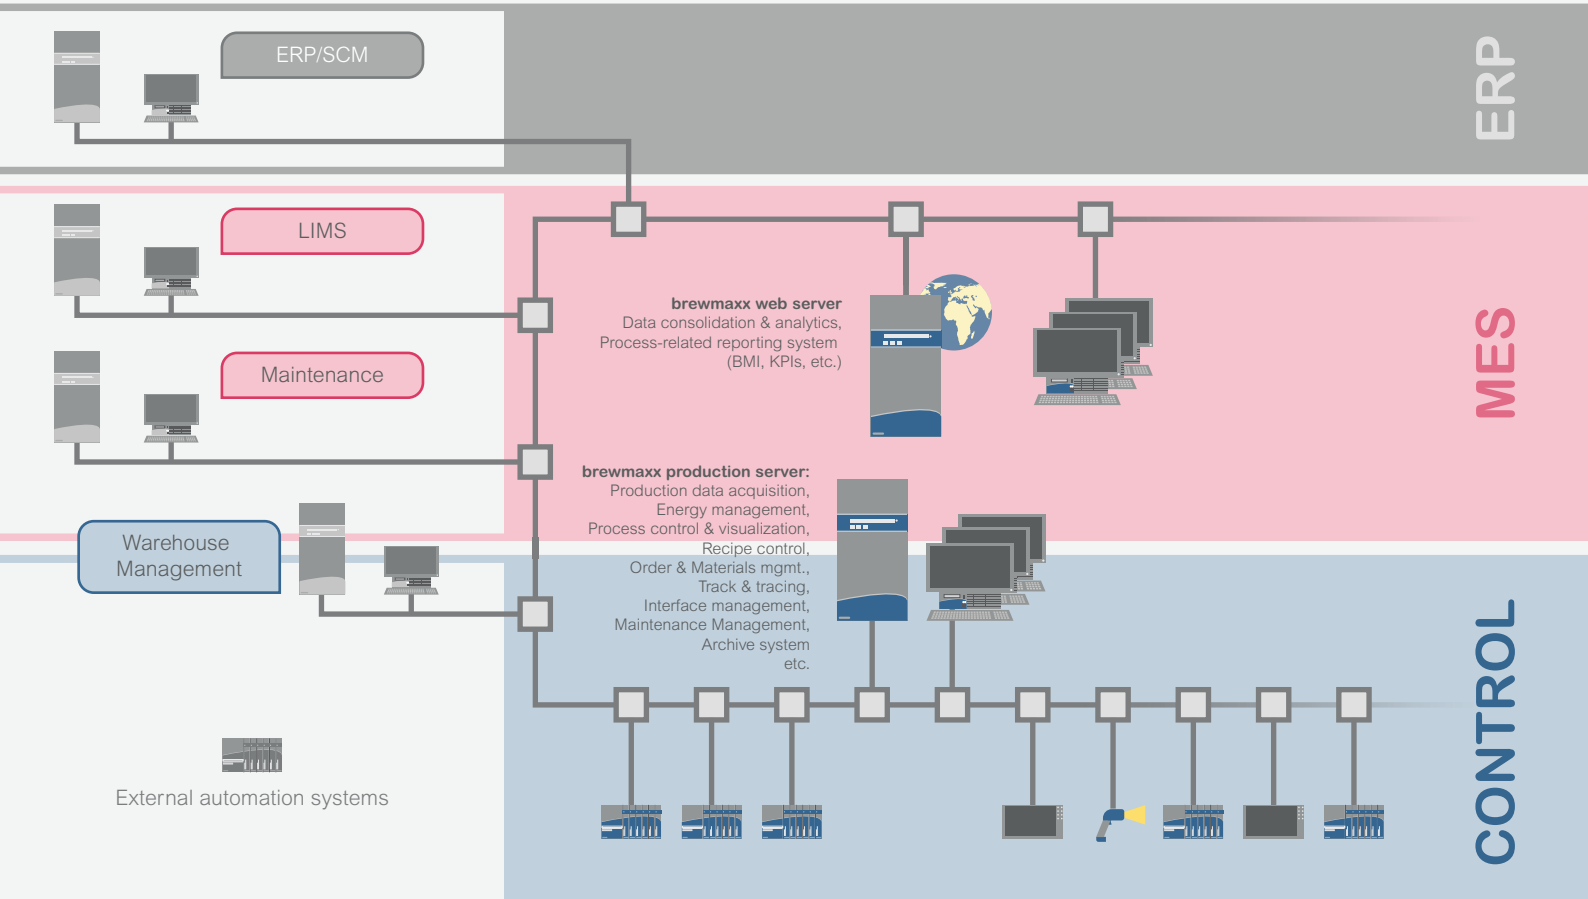 ERP/SCM
ERP
LIMS
brewmaxx web server
Data consolidation & analytics,
Process-related reporting system
(BMI, KPIs, etc.)
MES
Maintenance
brewmaxx production server:
Production data acquisition,
Energy management,
Process control & visualization,
Recipe control,
Order & Materials mgmt.,
Track & tracing,
Interface management,
Maintenance Management,
Archive system
etc.
Warehouse
Management
CONTROL
External automation systems